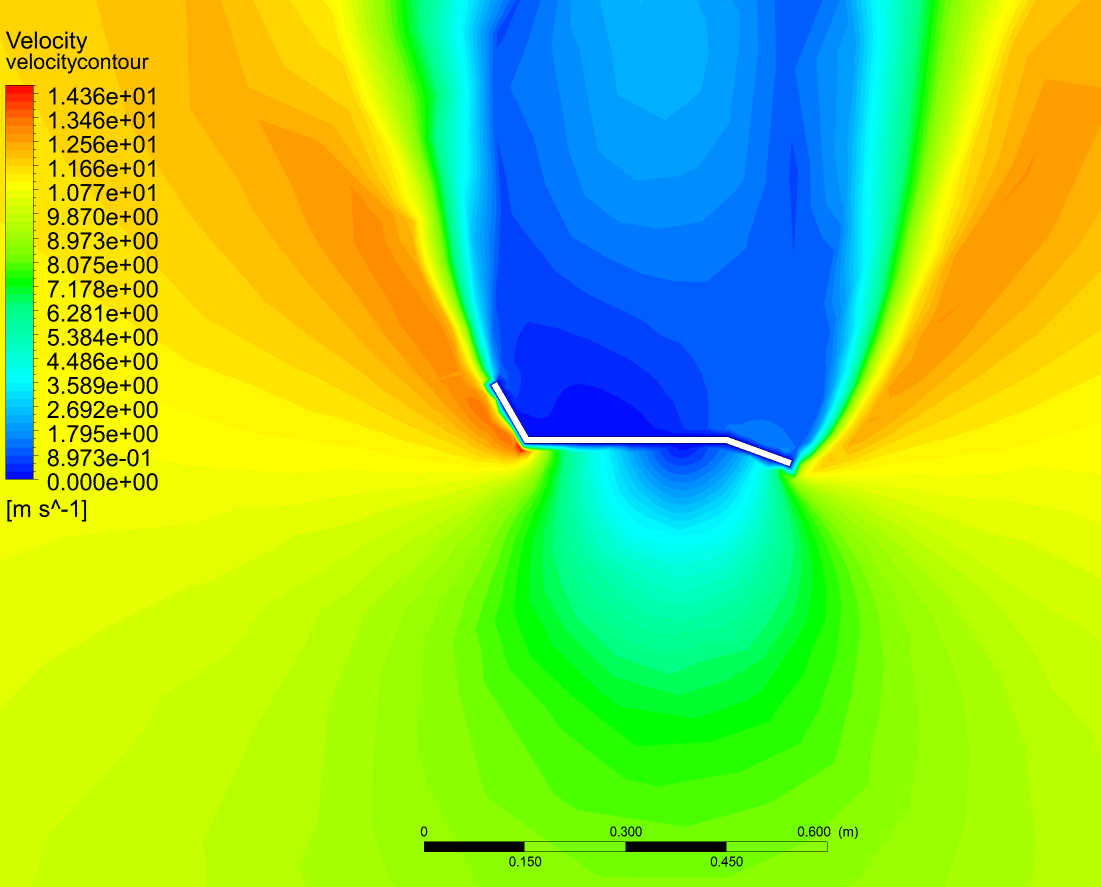 Velocity
velocitycontour
1.436e+01
1.346e+01
1.256e+01
1.166e+01
1.077e+01
9.870e+00
8.973e+00
8.075e+00
7.178e+00
6.281e+00
5.384e+00
4.486e+00
3.589e+00
2.692e+00
1.795e+00
8.973e-01
0.000e+00
[m s^-1]
0 0.300 0.600 (m)
0.150 0.450